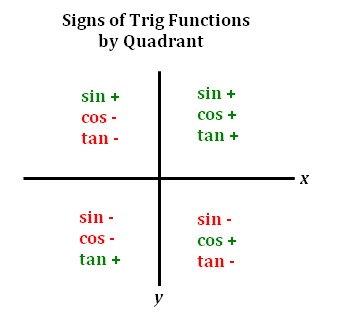 Signs of Trig Functions
by Quadrant
sin +
cos -
tan -
sin +
cos +
tan +
x
sin -
cos -
tan +
sin -
cos +
tan -
y